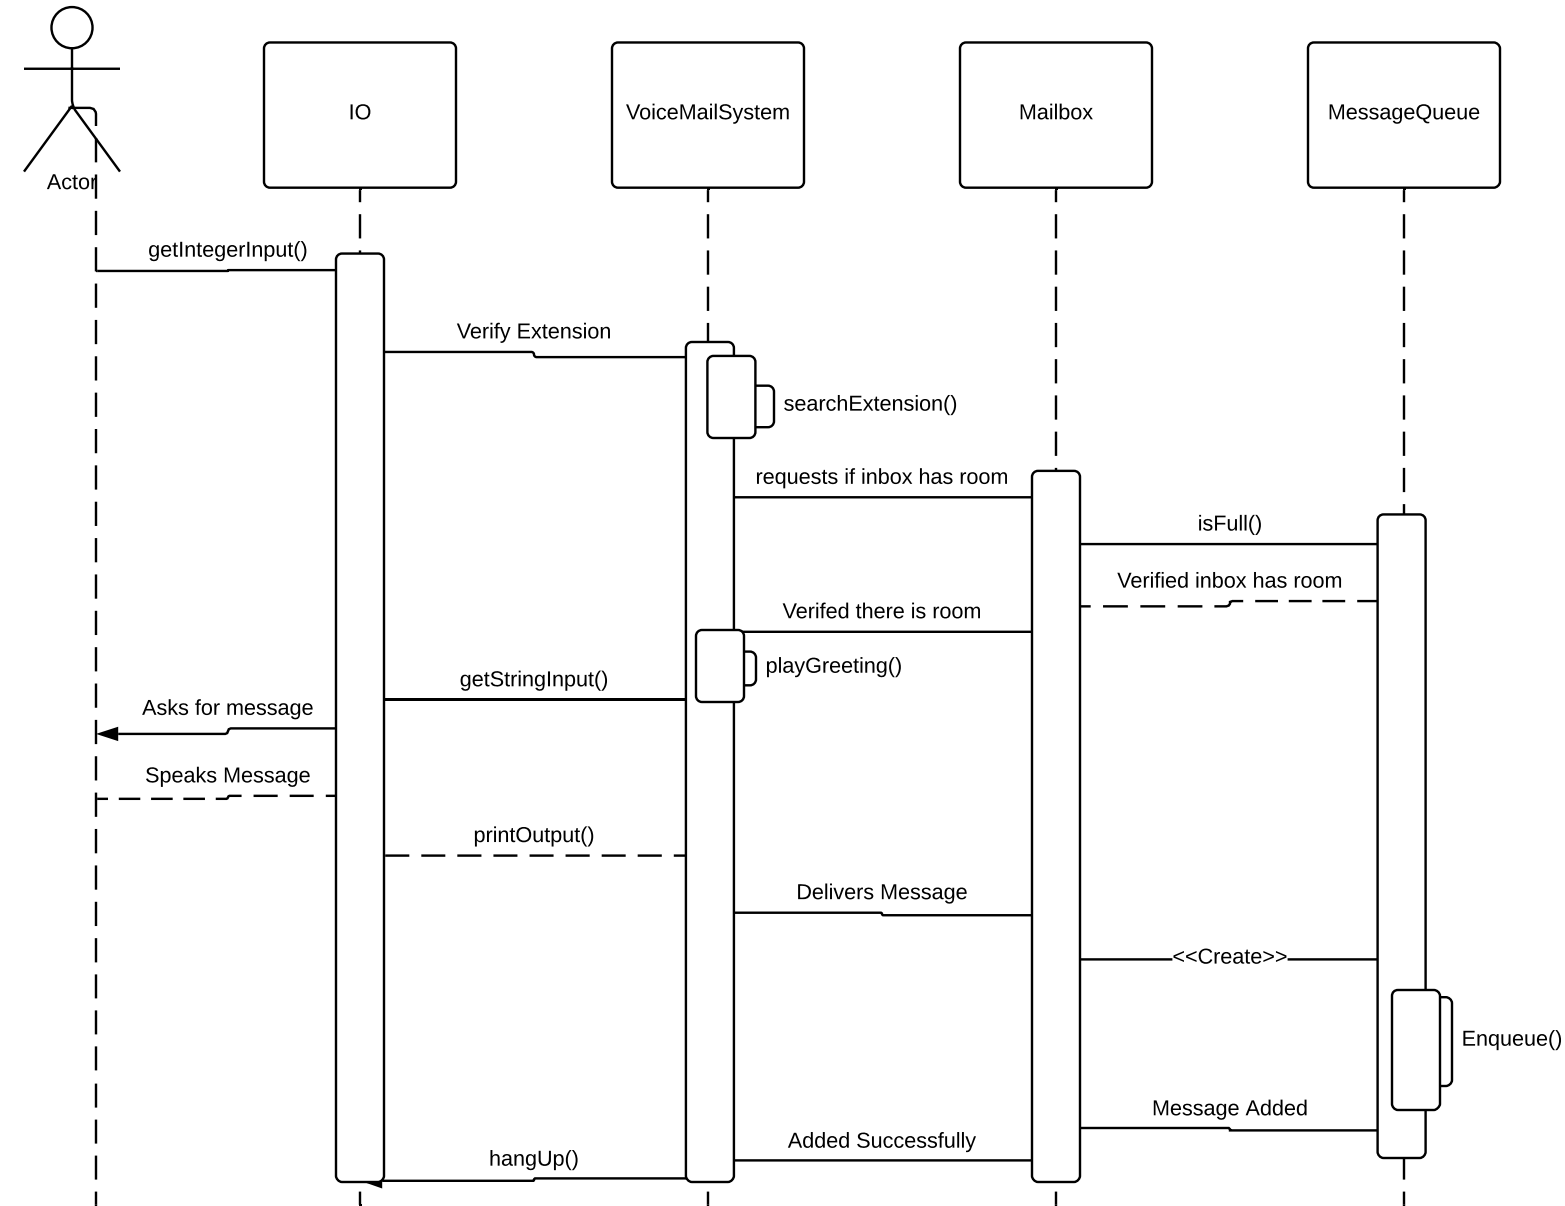 Actor
IO
VoiceMailSystem
Mailbox
MessageQueue
getIntegerInput()
Verify Extension
searchExtension()
requests if inbox has room
isFull()
Verified inbox has room
Verifed there is room
playGreeting()
getStringInput()
Asks for message
Speaks Message
printOutput()
Delivers Message
<<Create>>
Enqueue()
Message Added
Added Successfully
hangUp()